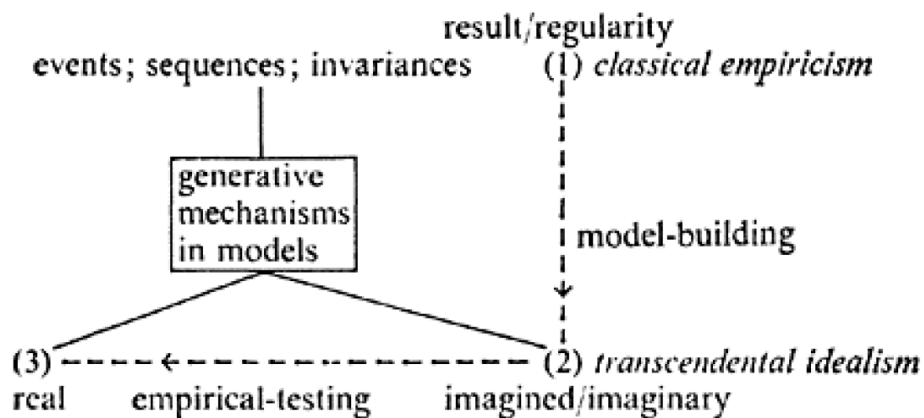 result/regularity
events; sequences; invariances (1) classical empiricism
generative
mechanisms
in models
model-building
(3) (2) transcendental idealism
real empirical-testing imagined/imaginary